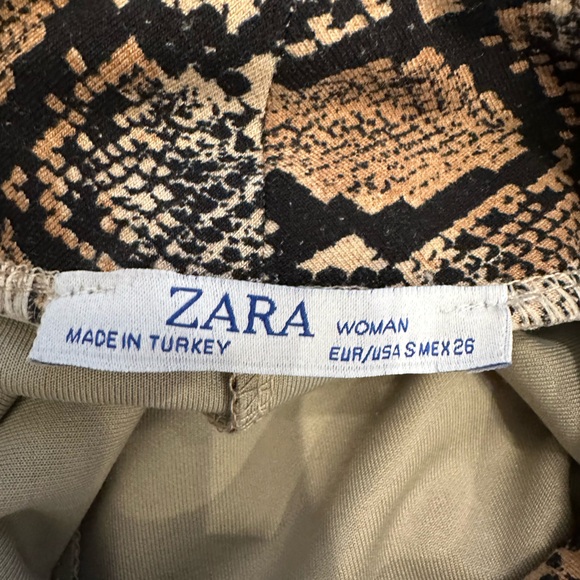 ZARA WOMAN
MADE IN TURKEY EUR/USA S MEX 26